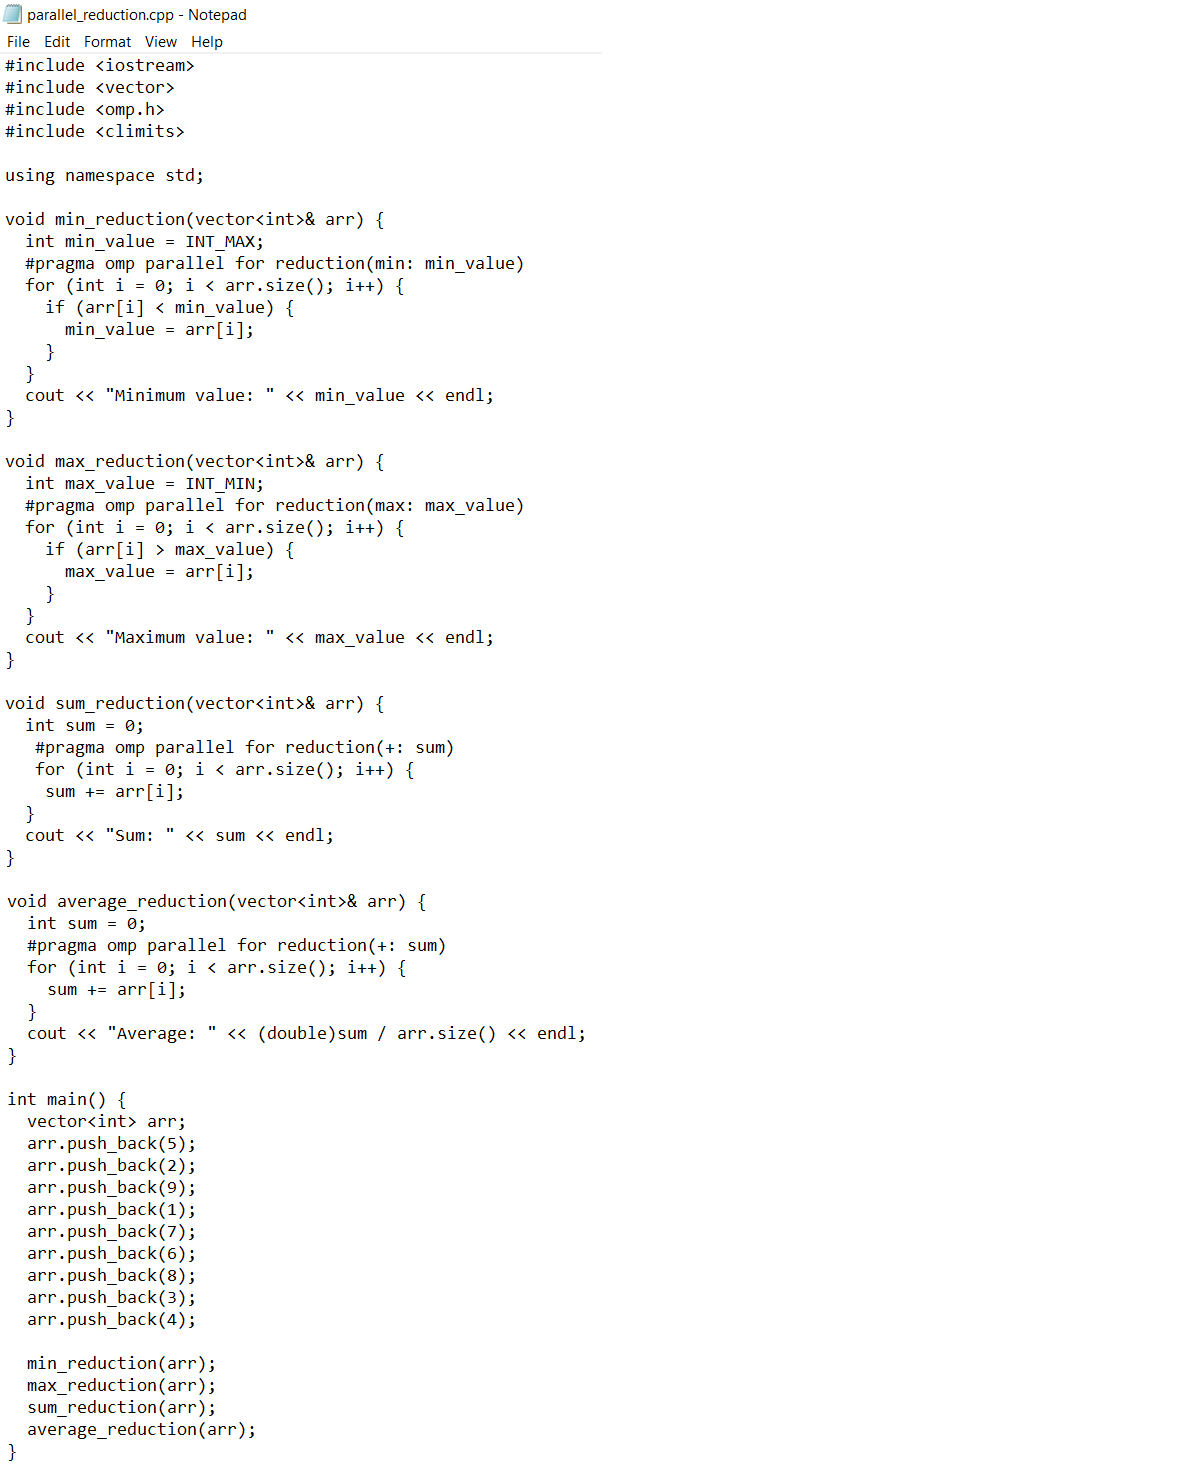 parallel_reduction.cpp - Notepad
File Edit Format View Help
#include <iostream>
#include <vector>
#include <omp.h>
#include <climits>

using namespace std;

void min_reduction(vector<int>& arr) {
  int min_value = INT_MAX;
  #pragma omp parallel for reduction(min: min_value)
  for (int i = 0; i < arr.size(); i++) {
    if (arr[i] < min_value) {
      min_value = arr[i];
    }
  }
  cout << "Minimum value: " << min_value << endl;
}

void max_reduction(vector<int>& arr) {
  int max_value = INT_MIN;
  #pragma omp parallel for reduction(max: max_value)
  for (int i = 0; i < arr.size(); i++) {
    if (arr[i] > max_value) {
      max_value = arr[i];
    }
  }
  cout << "Maximum value: " << max_value << endl;
}

void sum_reduction(vector<int>& arr) {
  int sum = 0;
   #pragma omp parallel for reduction(+: sum)
   for (int i = 0; i < arr.size(); i++) {
    sum += arr[i];
  }
  cout << "Sum: " << sum << endl;
}

void average_reduction(vector<int>& arr) {
  int sum = 0;
  #pragma omp parallel for reduction(+: sum)
  for (int i = 0; i < arr.size(); i++) {
    sum += arr[i];
  }
  cout << "Average: " << (double)sum / arr.size() << endl;
}

int main() {
  vector<int> arr;
  arr.push_back(5);
  arr.push_back(2);
  arr.push_back(9);
  arr.push_back(1);
  arr.push_back(7);
  arr.push_back(6);
  arr.push_back(8);
  arr.push_back(3);
  arr.push_back(4);

  min_reduction(arr);
  max_reduction(arr);
  sum_reduction(arr);
  average_reduction(arr);
}